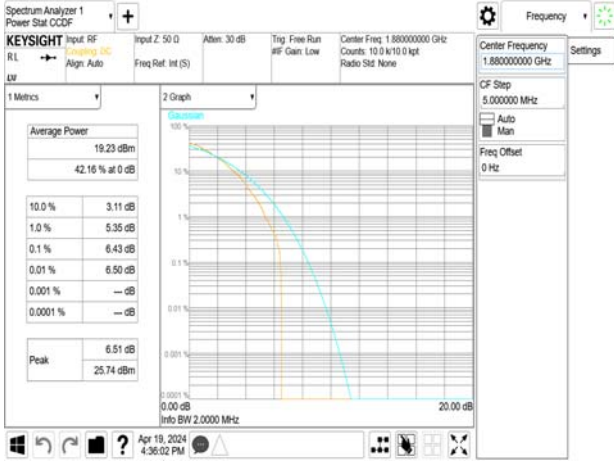 Spectrum Analyzer 1
Power Stat CCDF
KEYSIGHT
RL
Input: RF
Coupling: DC
Align: Auto
Input Z: 50 Ω
Freq Ref: Int (S)
Atten: 30 dB
Trig: Free Run
#IF Gain: Low
Center Freq: 1.880000000 GHz
Counts: 10.0 k/10.0 kpt
Radio Std: None
1 Metrics
Average Power
19.23 dBm
42.16 % at 0 dB
10.0 % 3.11 dB
1.0 % 5.35 dB
0.1 % 6.43 dB
0.01 % 6.50 dB
0.001 % --- dB
0.0001 % --- dB
Peak
6.51 dB
25.74 dBm
2 Graph
Gaussian
100 %
10 %
1 %
0.1 %
0.01 %
0.001 %
0.0001 %
0.00 dB
20.00 dB
Info BW 2.0000 MHz
Apr 19, 2024
4:36:02 PM
Frequency
Center Frequency
1.880000000 GHz
Settings
CF Step
5.000000 MHz
Auto
Man
Freq Offset
0 Hz